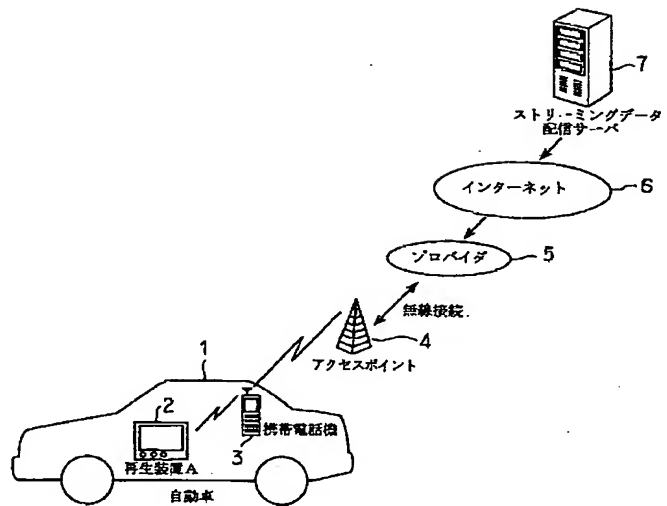 7
ストリーミングデータ
配信サーバ
インターネット
6
プロバイダ
5
無線接続
4
アクセスポイント
1
2
携帯電話機
3
再生装置A
自動車